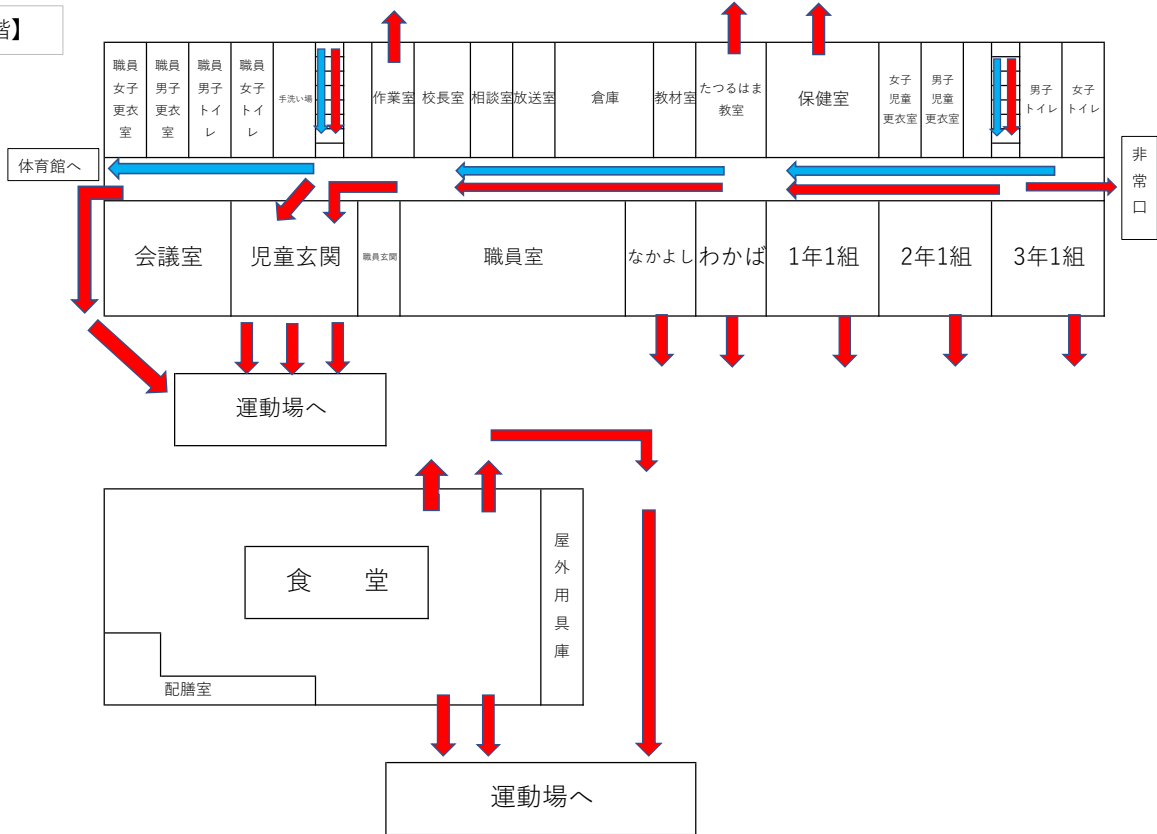 階】
職員
女子
更衣
室
職員
男子
更衣
室
職員
男子
トイ
レ
職員
女子
トイ
レ
手洗い場
作業室
校長室
相談室
放送室
倉庫
教材室
たつるはま
教室
保健室
女子
児童
更衣室
男子
児童
更衣室
男子
トイレ
女子
トイレ
体育館へ
非常口
会議室
児童玄関
職員玄関
職員室
なかよし
わかば
1年1組
2年1組
3年1組
運動場へ
食　堂
屋外用具庫
配膳室
運動場へ